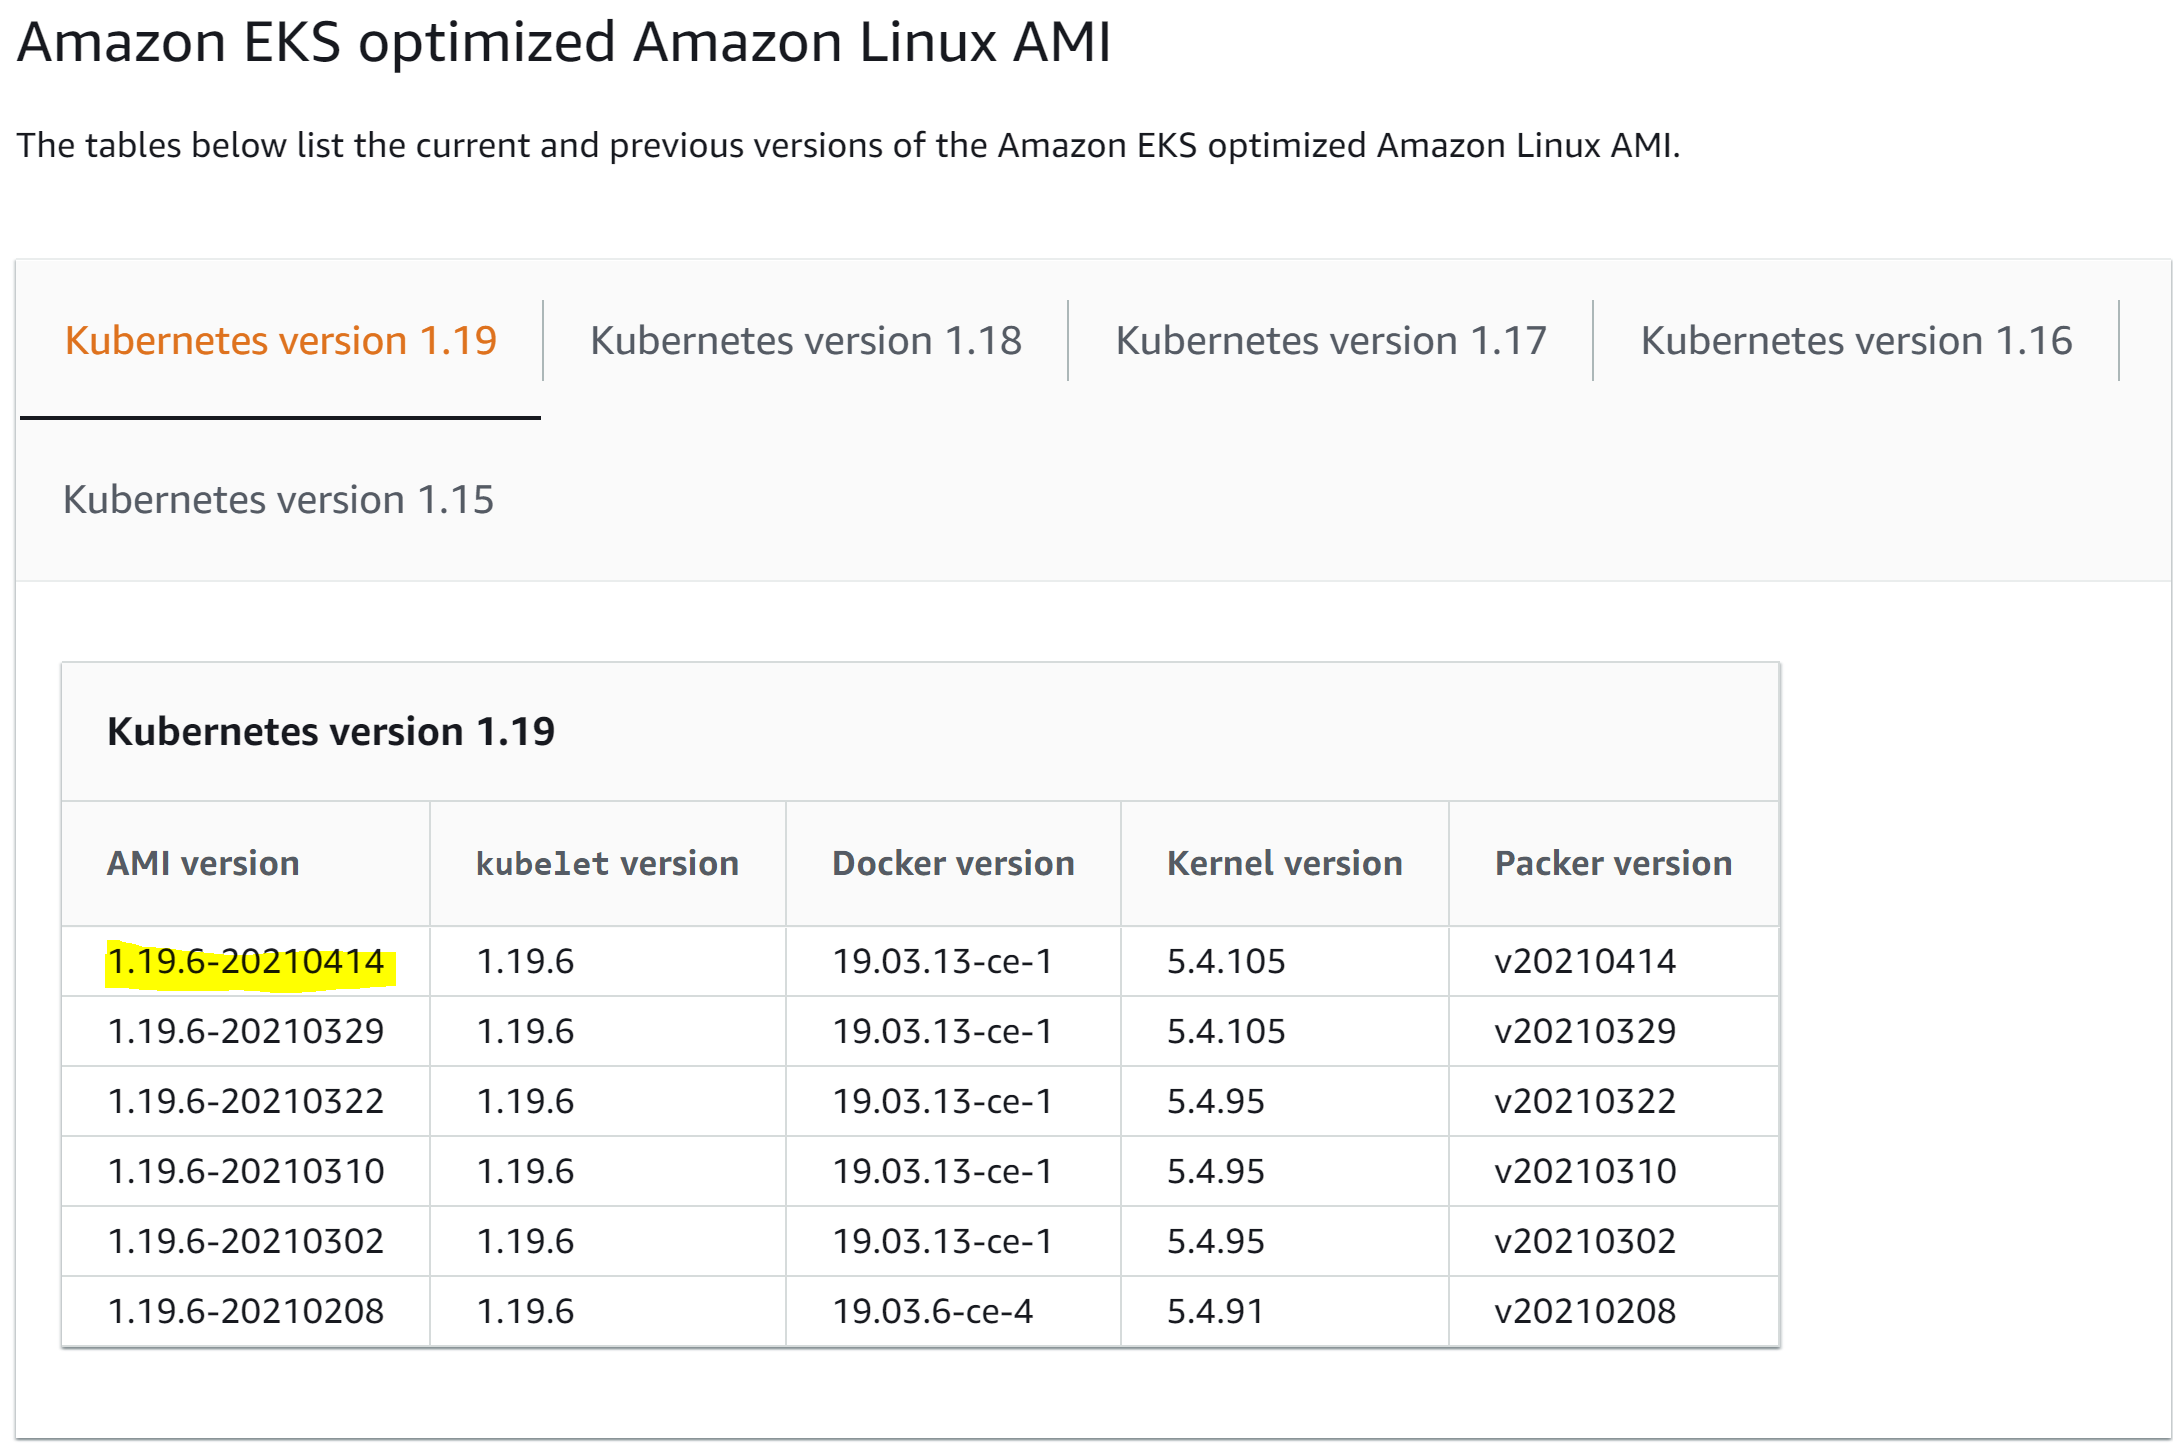 Amazon EKS optimized Amazon Linux AMI
The tables below list the current and previous versions of the Amazon EKS optimized Amazon Linux AMI.
Kubernetes version 1.19 Kubernetes version 1.18 Kubernetes version 1.17 Kubernetes version 1.16
Kubernetes version 1.15
Kubernetes version 1.19
AMI version kubelet version Docker version Kernel version Packer version
1.19.6-20210414 1.19.6 19.03.13-ce-1 5.4.105 v20210414
1.19.6-20210329 1.19.6 19.03.13-ce-1 5.4.105 v20210329
1.19.6-20210322 1.19.6 19.03.13-ce-1 5.4.95 v20210322
1.19.6-20210310 1.19.6 19.03.13-ce-1 5.4.95 v20210310
1.19.6-20210302 1.19.6 19.03.13-ce-1 5.4.95 v20210302
1.19.6-20210208 1.19.6 19.03.6-ce-4 5.4.91 v20210208